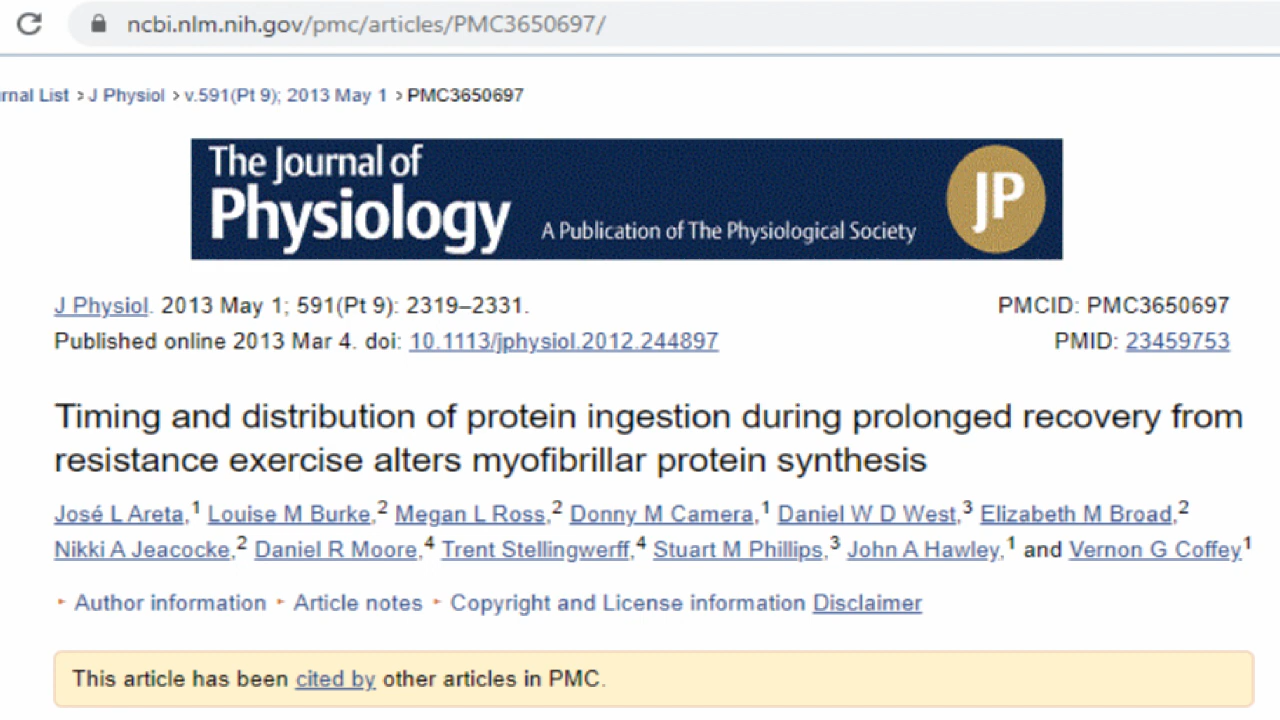 ncbi.nlm.nih.gov/pmc/articles/PMC3650697/
rnal List > J Physiol > v.591(Pt 9); 2013 May 1 > PMC3650697
The Journal of
Physiology
A Publication of The Physiological Society
JP
J Physiol. 2013 May 1; 591(Pt 9): 2319–2331.
PMCID: PMC3650697
Published online 2013 Mar 4. doi: 10.1113/jphysiol.2012.244897
PMID: 23459753
Timing and distribution of protein ingestion during prolonged recovery from
resistance exercise alters myofibrillar protein synthesis
José L Areta,1 Louise M Burke,2 Megan L Ross,2 Donny M Camera,1 Daniel W D West,3 Elizabeth M Broad,2
Nikki A Jeacocke,2 Daniel R Moore,4 Trent Stellingwerff,4 Stuart M Phillips,3 John A Hawley,1 and Vernon G Coffey1
▸ Author information ▸ Article notes ▸ Copyright and License information Disclaimer
This article has been cited by other articles in PMC.